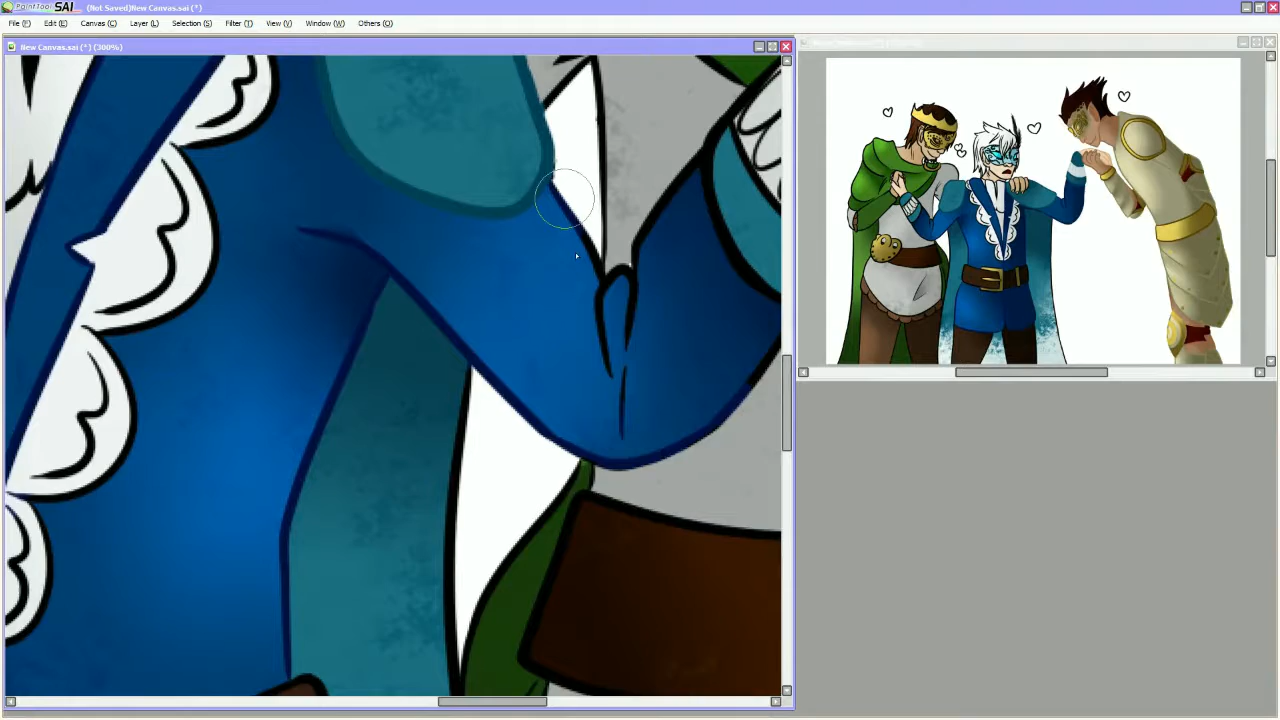 PaintTool SAI (Not Saved)New Canvas.sai (*)
File (F) Edit (E) Canvas (C) Layer (L) Selection (S) Filter (T) View (V) Window (W) Others (O)
New Canvas.sai (*) (300%)